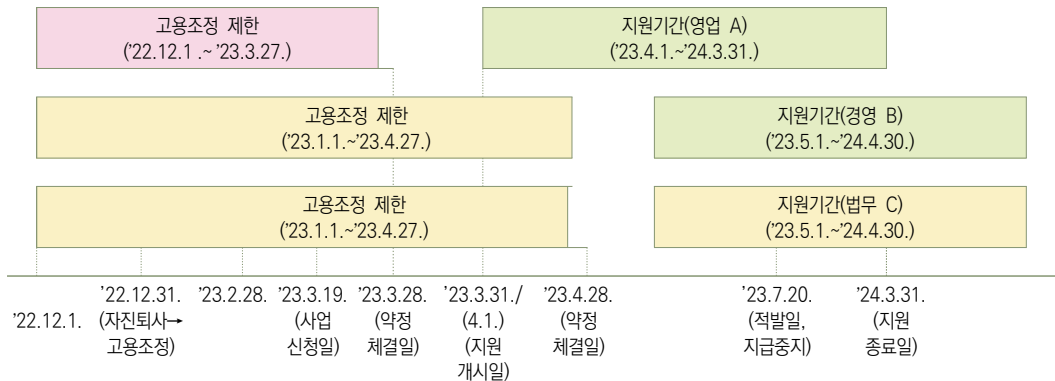 고용조정 제한
('22.12.1 .~ '23.3.27.)
지원기간(영업 A)
('23.4.1.~'24.3.31.)
고용조정 제한
('23.1.1.~'23.4.27.)
지원기간(경영 B)
('23.5.1.~'24.4.30.)
고용조정 제한
('23.1.1.~'23.4.27.)
지원기간(법무 C)
('23.5.1.~'24.4.30.)
'22.12.1.
'22.12.31.
(자진퇴사→
고용조정)
'23.2.28.
'23.3.19.
(사업
신청일)
'23.3.28.
(약정
체결일)
'23.3.31./
(4.1.)
(지원
개시일)
'23.4.28.
(약정
체결일)
'23.7.20.
(적발일,
지급중지)
'24.3.31.
(지원
종료일)